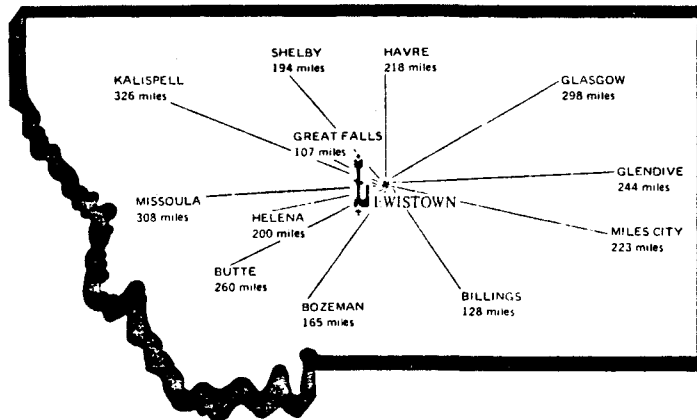 SHELBY
194 miles
HAVRE
218 miles
KALISPELL
326 miles
GLASGOW
298 miles
GREAT FALLS
107 miles
GLENDIVE
244 miles
MISSOULA
308 miles
LEWISTOWN
HELENA
200 miles
MILES CITY
223 miles
BUTTE
260 miles
BILLINGS
128 miles
BOZEMAN
165 miles